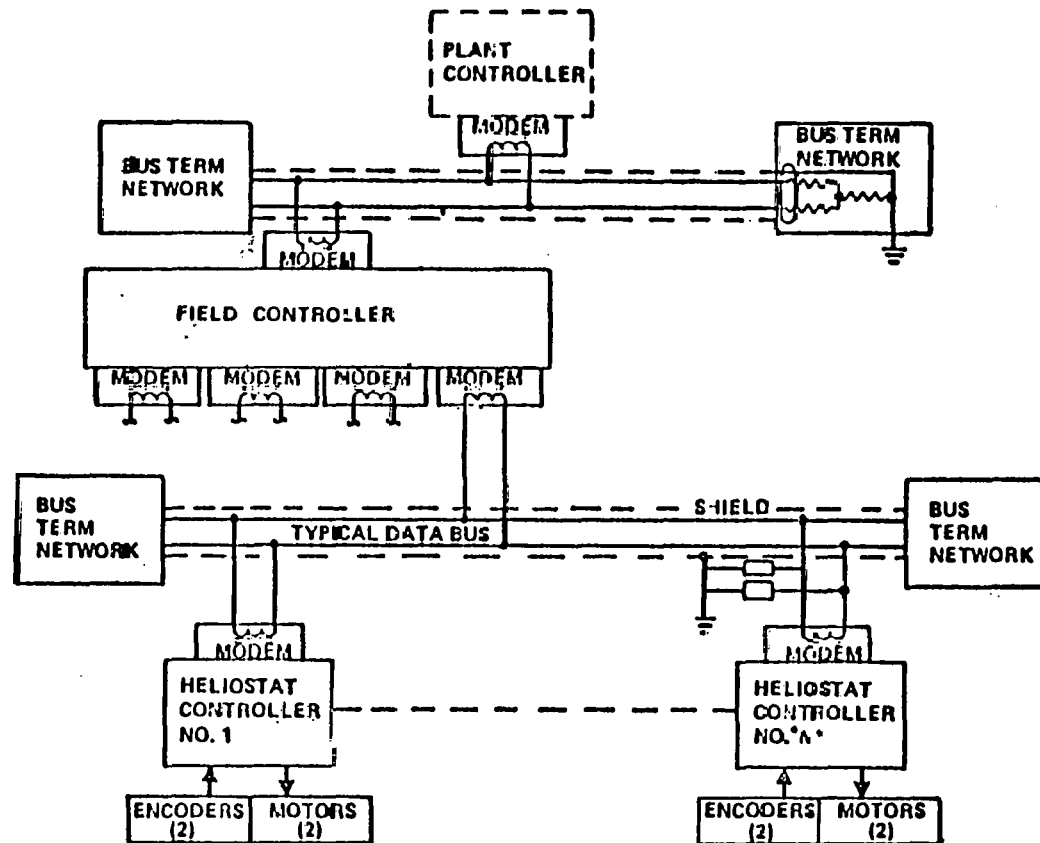 PLANT
CONTROLLER
MODEM
BUS TERM
NETWORK
BUS TERM
NETWORK
MODEM
FIELD CONTROLLER
MODEM
MODEM
MODEM
MODEM
BUS
TERM
NETWORK
SHIELD
TYPICAL DATA BUS
BUS
TERM
NETWORK
MODEM
HELIOSTAT
CONTROLLER
NO. 1
MODEM
HELIOSTAT
CONTROLLER
NO.
ENCODERS
(2)
MOTORS
(2)
ENCODERS
(2)
MOTORS
(2)